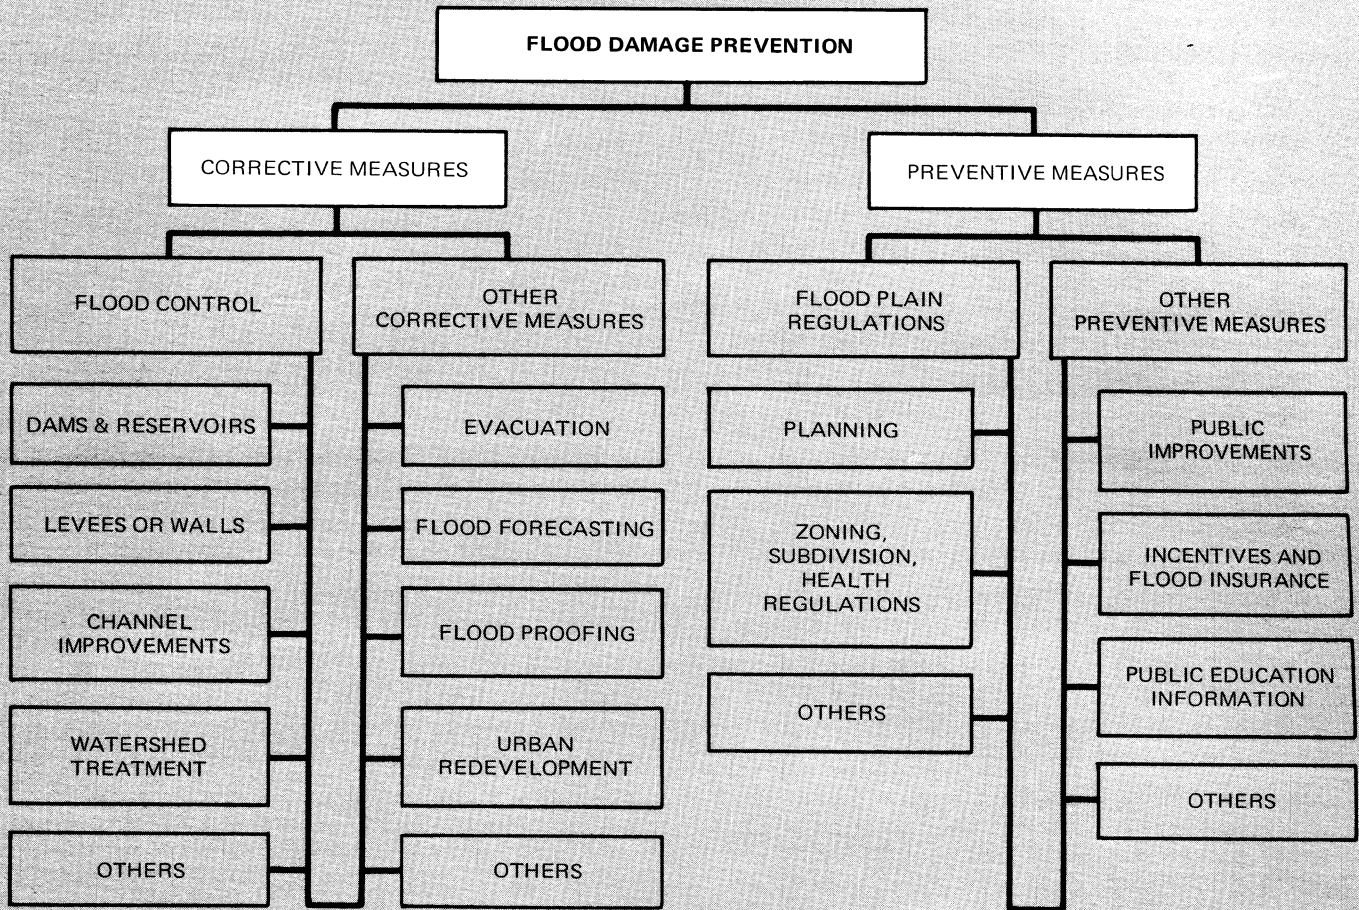 FLOOD DAMAGE PREVENTION
CORRECTIVE MEASURES
PREVENTIVE MEASURES
FLOOD CONTROL
OTHER
CORRECTIVE MEASURES
FLOOD PLAIN
REGULATIONS
OTHER
PREVENTIVE MEASURES
DAMS & RESERVOIRS
LEVEES OR WALLS
CHANNEL
IMPROVEMENTS
WATERSHED
TREATMENT
OTHERS
EVACUATION
FLOOD FORECASTING
FLOOD PROOFING
URBAN
REDEVELOPMENT
OTHERS
PLANNING
ZONING,
SUBDIVISION,
HEALTH
REGULATIONS
OTHERS
PUBLIC
IMPROVEMENTS
INCENTIVES AND
FLOOD INSURANCE
PUBLIC EDUCATION
INFORMATION
OTHERS